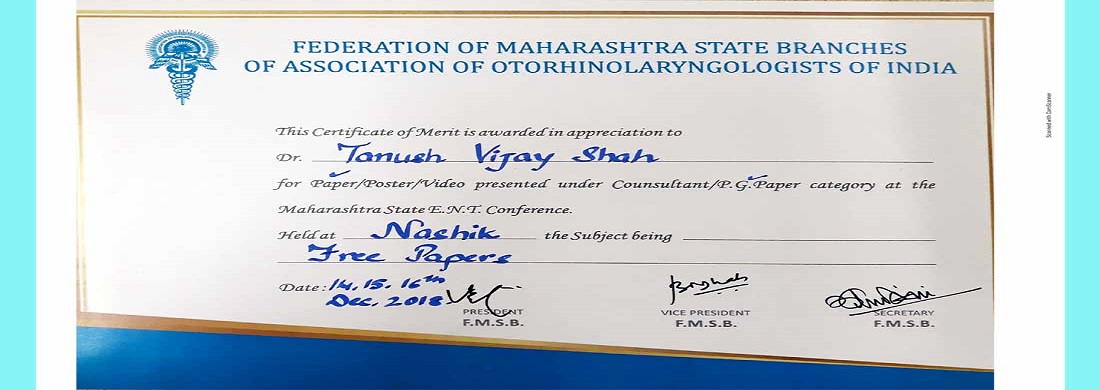 FEDERATION OF MAHARASHTRA STATE BRANCHES
OF ASSOCIATION OF OTORHINOLARYNGOLOGISTS OF INDIA
This Certificate of Merit is awarded in appreciation to
Dr. Tanush Vijay Shah
for Paper/Poster/Video presented under Counsultant/P.G.Paper category at the
Maharashtra State E.N.T. Conference.
Held at Nashik the Subject being
Free Papers
Date: 14, 15, 16th
Dec. 2018
PRESIDENT
F.M.S.B.
VICE PRESIDENT
F.M.S.B.
SECRETARY
F.M.S.B.
Scanned with CamScanner